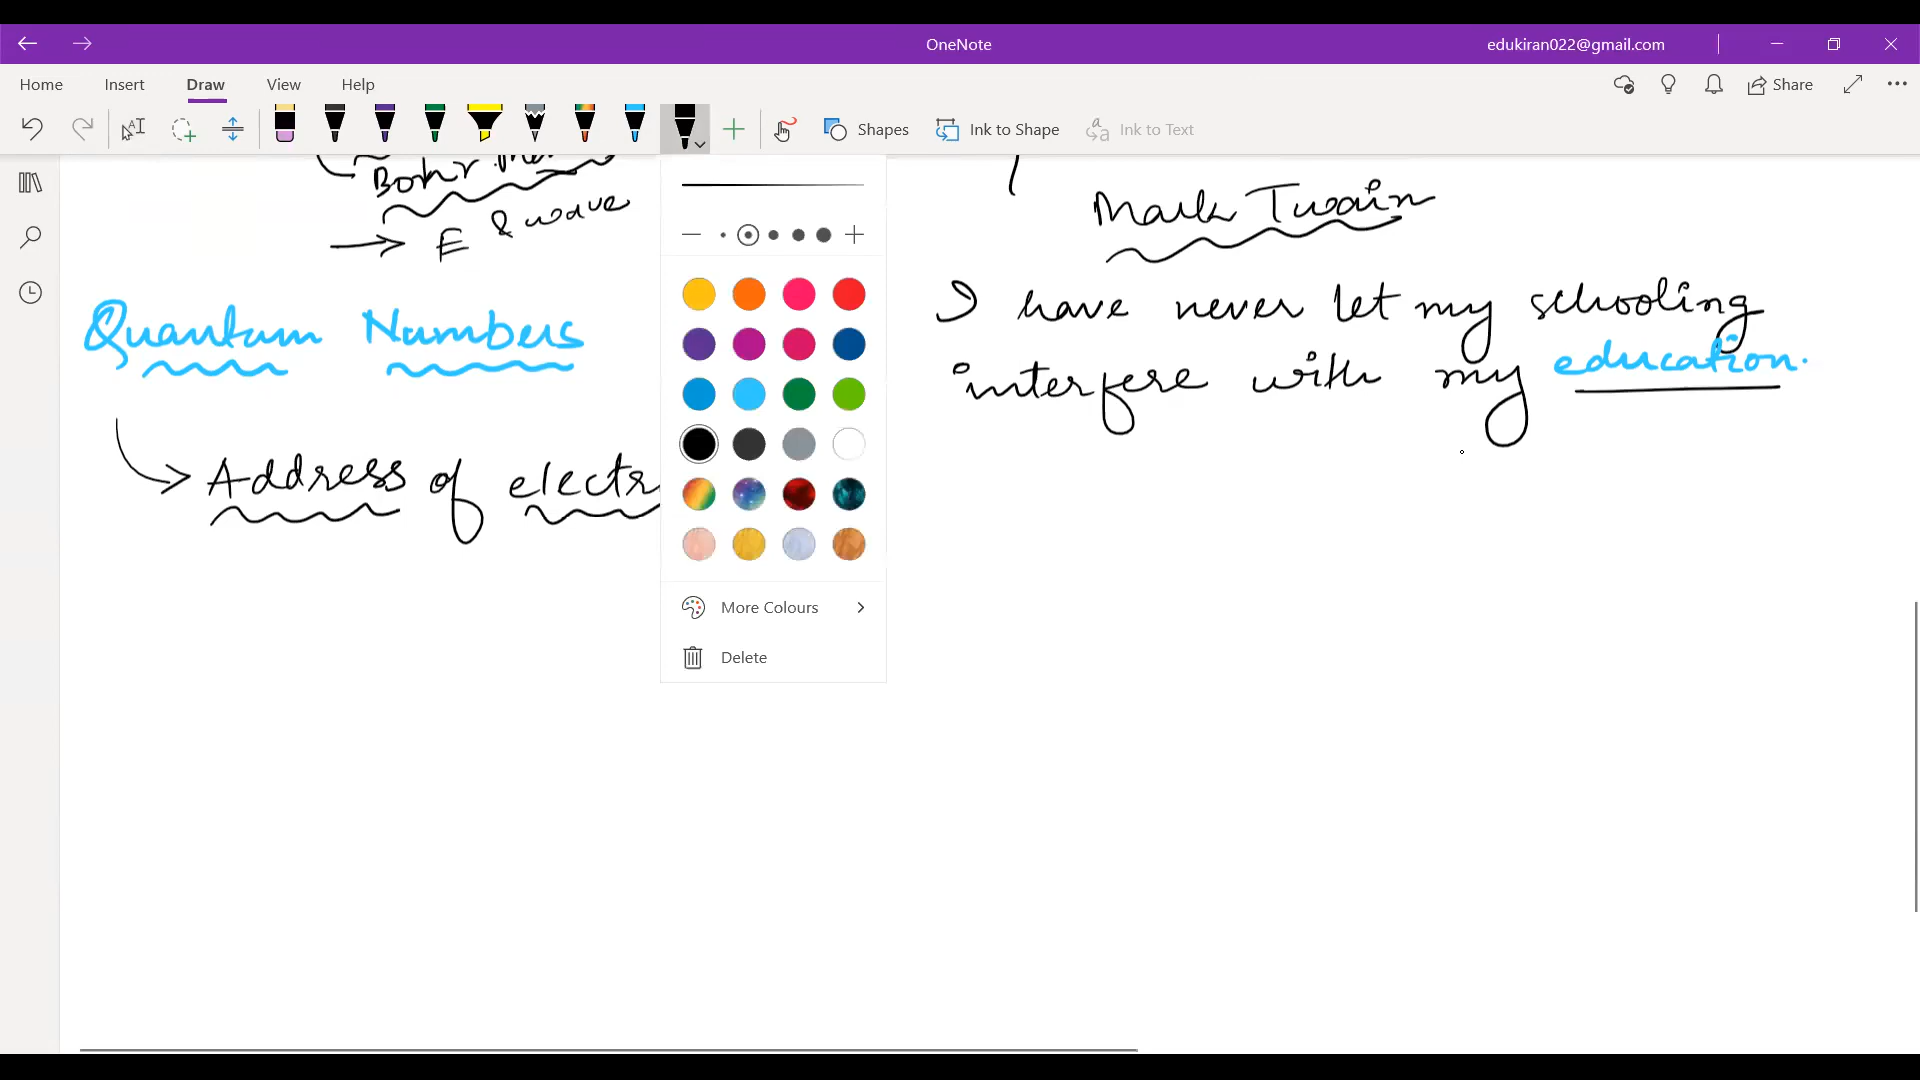 OneNote
edukiran022@gmail.com
Home Insert Draw View Help
Share
Shapes
Ink to Shape
Ink to Text
Bohr
→ E & wave
Quantum Numbers
→ Address of electr
More Colours
Delete
Mark Twain
I have never let my schooling
interfere with my education.